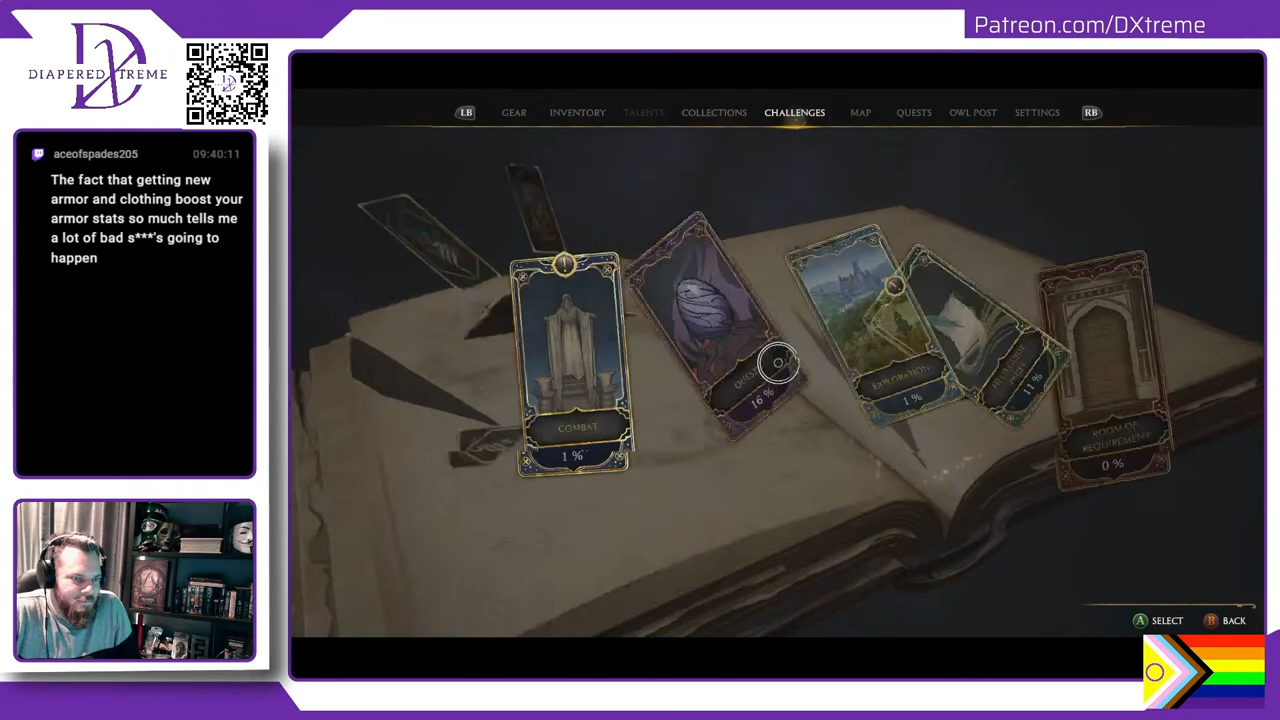 Patreon.com/DXtreme
DIAPERED XTREME
aceofspades205 09:40:11
The fact that getting new
armor and clothing boost your
armor stats so much tells me
a lot of bad s***'s going to
happen
LB GEAR INVENTORY TALENTS COLLECTIONS CHALLENGES MAP QUESTS OWL POST SETTINGS RB
COMBAT
1 %
16 %
EXPLORATION
1 %
11 %
ROOM OF
REQUIREMENT
0 %
A SELECT B BACK